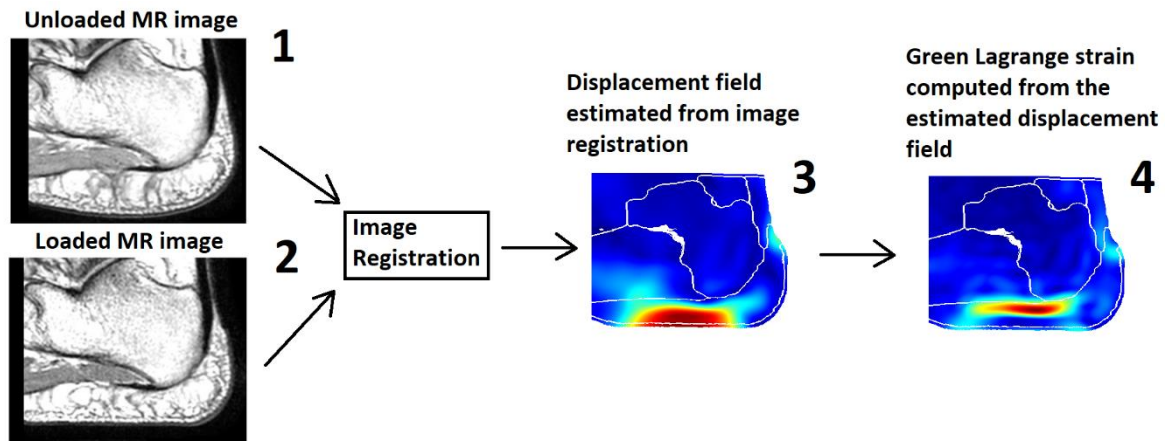 Unloaded MR image
1
Loaded MR image
2
Image
Registration
Displacement field
estimated from image
registration
3
Green Lagrange strain
computed from the
estimated displacement
field
4